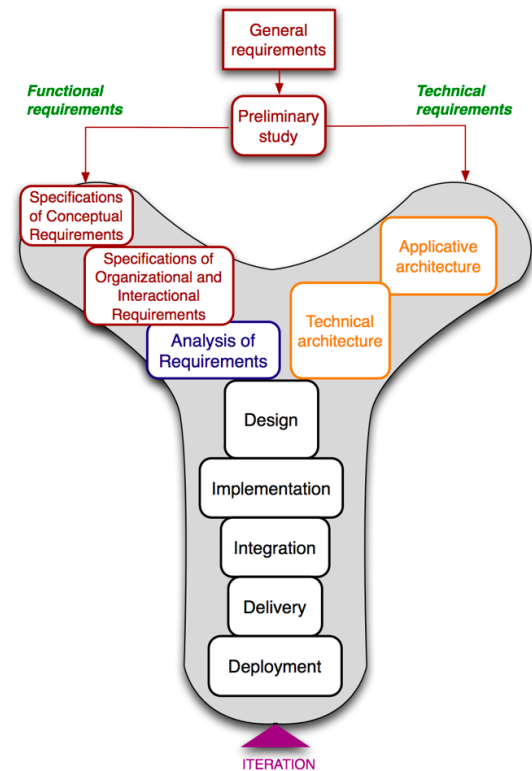 General
requirements
Functional
requirements
Technical
requirements
Preliminary
study
Specifications
of Conceptual
Requirements
Specifications of
Organizational and
Interactional
Requirements
Applicative
architecture
Analysis of
Requirements
Technical
architecture
Design
Implementation
Integration
Delivery
Deployment
ITERATION